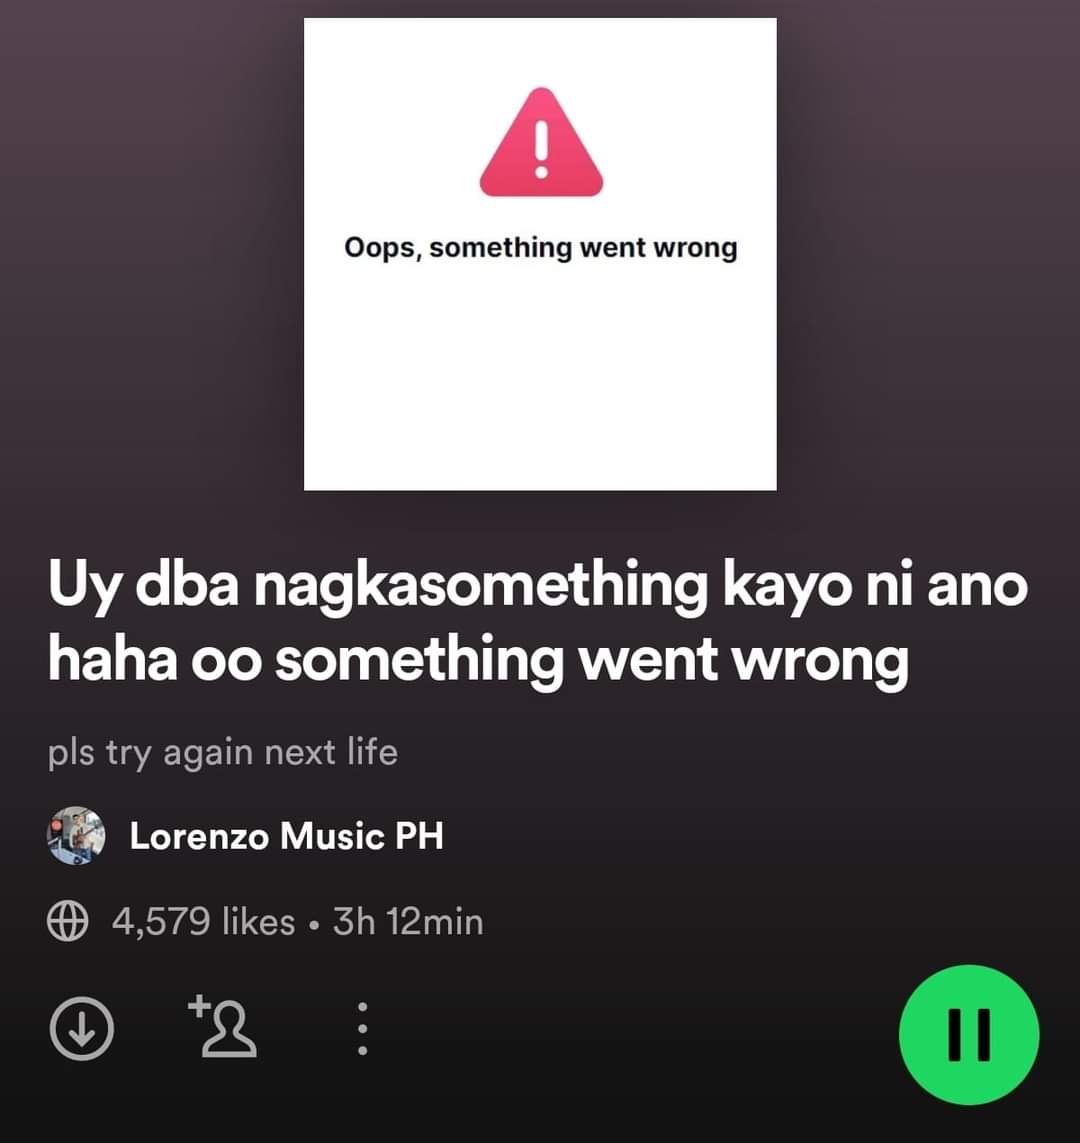 Oops, something went wrong
Uy dba nagkasomething kayo ni ano
haha oo something went wrong
pls try again next life
Lorenzo Music PH
4,579 likes • 3h 12min